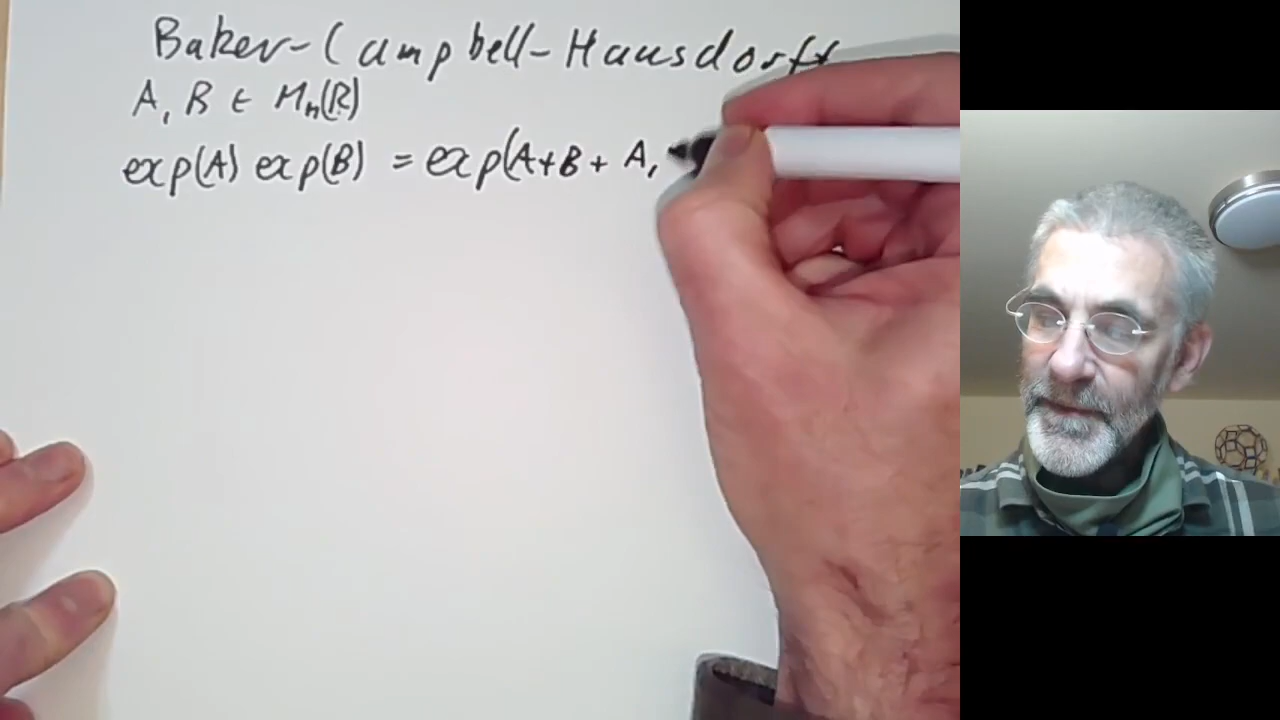 Baker-Campbell-Hausdorff
A, B ∈ Mn(R)
exp(A) exp(B) = exp(A+B + A,